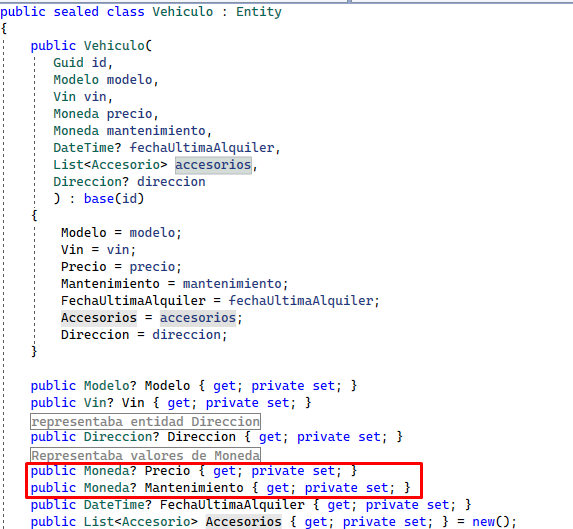 public sealed class Vehiculo : Entity
{
public Vehiculo(
Guid id,
Modelo modelo,
Vin vin,
Moneda precio,
Moneda mantenimiento,
DateTime? fechaUltimaAlquiler,
List<Accesorio> accesorios,
Direccion? direccion
) : base(id)
{
Modelo = modelo;
Vin = vin;
Precio = precio;
Mantenimiento = mantenimiento;
FechaUltimaAlquiler = fechaUltimaAlquiler;
Accesorios = accesorios;
Direccion = direccion;
}
public Modelo? Modelo { get; private set; }
public Vin? Vin { get; private set; }
representaba entidad Direccion
public Direccion? Direccion { get; private set; }
Representaba valores de Moneda
public Moneda? Precio { get; private set; }
public Moneda? Mantenimiento { get; private set; }
public DateTime? FechaUltimaAlquiler { get; private set; }
public List<Accesorio> Accesorios { get; private set; } = new();